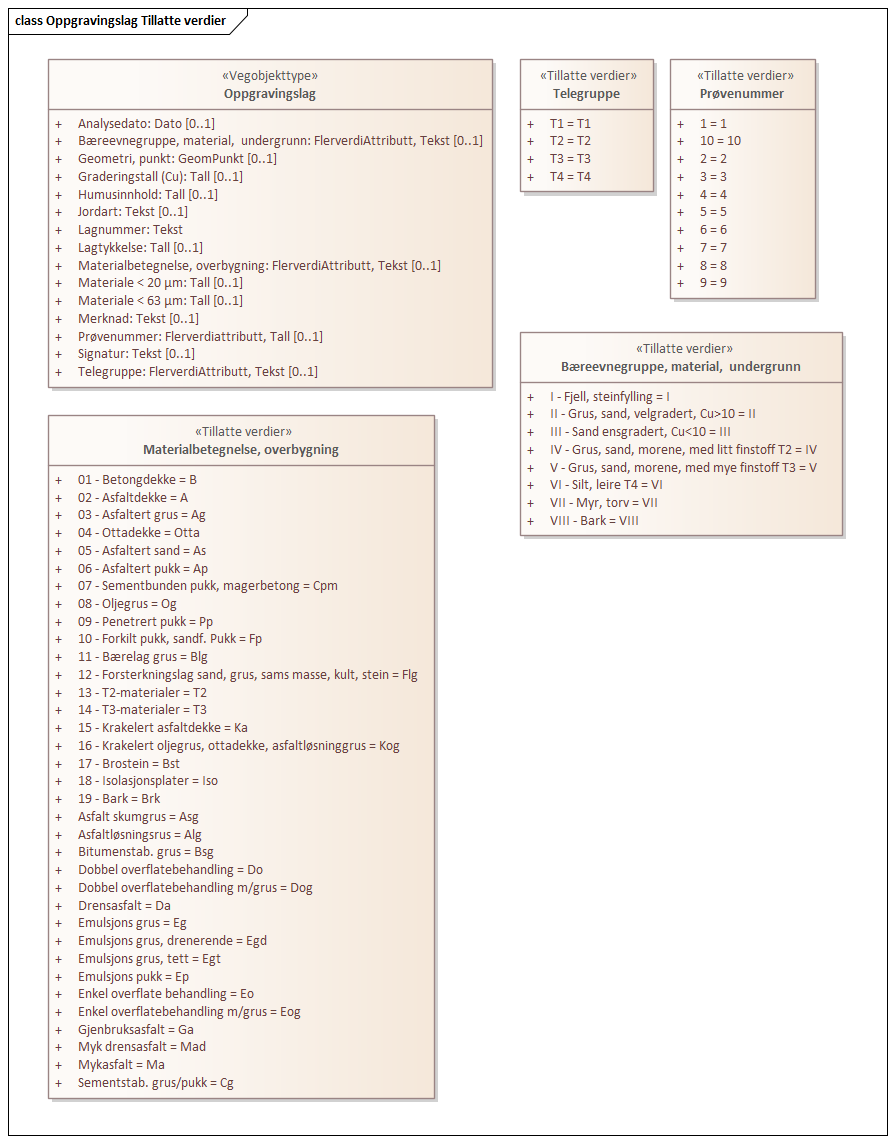 class Oppgravingslag Tillatte verdier
«Vegobjekttype»
Oppgravingslag
+ Analysedato: Dato [0..1]
+ Bæreevnegruppe, material,  undergrunn: FlerverdiAttributt, Tekst [0..1]
+ Geometri, punkt: GeomPunkt [0..1]
+ Graderingstall (Cu): Tall [0..1]
+ Humusinnhold: Tall [0..1]
+ Jordart: Tekst [0..1]
+ Lagnummer: Tekst
+ Lagtykkelse: Tall [0..1]
+ Materialbetegnelse, overbygning: FlerverdiAttributt, Tekst [0..1]
+ Materiale < 20 µm: Tall [0..1]
+ Materiale < 63 µm: Tall [0..1]
+ Merknad: Tekst [0..1]
+ Prøvenummer: Flerverdiattributt, Tall [0..1]
+ Signatur: Tekst [0..1]
+ Telegruppe: FlerverdiAttributt, Tekst [0..1]
«Tillatte verdier»
Telegruppe
+ T1 = T1
+ T2 = T2
+ T3 = T3
+ T4 = T4
«Tillatte verdier»
Prøvenummer
+ 1 = 1
+ 10 = 10
+ 2 = 2
+ 3 = 3
+ 4 = 4
+ 5 = 5
+ 6 = 6
+ 7 = 7
+ 8 = 8
+ 9 = 9
«Tillatte verdier»
Bæreevnegruppe, material,  undergrunn
+ I - Fjell, steinfylling = I
+ II - Grus, sand, velgradert, Cu>10 = II
+ III - Sand ensgradert, Cu<10 = III
+ IV - Grus, sand, morene, med litt finstoff T2 = IV
+ V - Grus, sand, morene, med mye finstoff T3 = V
+ VI - Silt, leire T4 = VI
+ VII - Myr, torv = VII
+ VIII - Bark = VIII
«Tillatte verdier»
Materialbetegnelse, overbygning
+ 01 - Betongdekke = B
+ 02 - Asfaltdekke = A
+ 03 - Asfaltert grus = Ag
+ 04 - Ottadekke = Otta
+ 05 - Asfaltert sand = As
+ 06 - Asfaltert pukk = Ap
+ 07 - Sementbunden pukk, magerbetong = Cpm
+ 08 - Oljegrus = Og
+ 09 - Penetrert pukk = Pp
+ 10 - Forkilt pukk, sandf. Pukk = Fp
+ 11 - Bærelag grus = Blg
+ 12 - Forsterkningslag sand, grus, sams masse, kult, stein = Flg
+ 13 - T2-materialer = T2
+ 14 - T3-materialer = T3
+ 15 - Krakelert asfaltdekke = Ka
+ 16 - Krakelert oljegrus, ottadekke, asfaltløsninggrus = Kog
+ 17 - Brostein = Bst
+ 18 - Isolasjonsplater = Iso
+ 19 - Bark = Brk
+ Asfalt skumgrus = Asg
+ Asfaltløsningsrus = Alg
+ Bitumenstab. grus = Bsg
+ Dobbel overflatebehandling = Do
+ Dobbel overflatebehandling m/grus = Dog
+ Drensasfalt = Da
+ Emulsjons grus = Eg
+ Emulsjons grus, drenerende = Egd
+ Emulsjons grus, tett = Egt
+ Emulsjons pukk = Ep
+ Enkel overflate behandling = Eo
+ Enkel overflatebehandling m/grus = Eog
+ Gjenbruksasfalt = Ga
+ Myk drensasfalt = Mad
+ Mykasfalt = Ma
+ Sementstab. grus/pukk = Cg